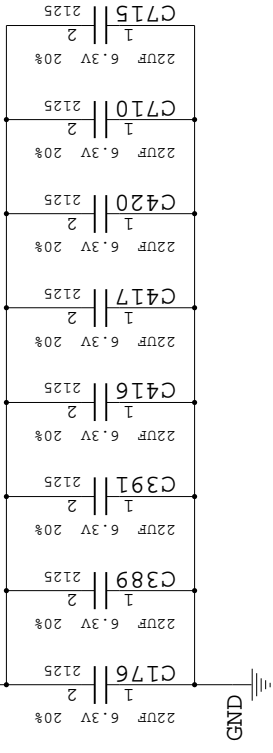 GND
22UF 6.3V 20%
1 2
C176 2125
22UF 6.3V 20%
1 2
C389 2125
22UF 6.3V 20%
1 2
C391 2125
22UF 6.3V 20%
1 2
C416 2125
22UF 6.3V 20%
1 2
C417 2125
22UF 6.3V 20%
1 2
C420 2125
22UF 6.3V 20%
1 2
C710 2125
22UF 6.3V 20%
1 2
C715 2125